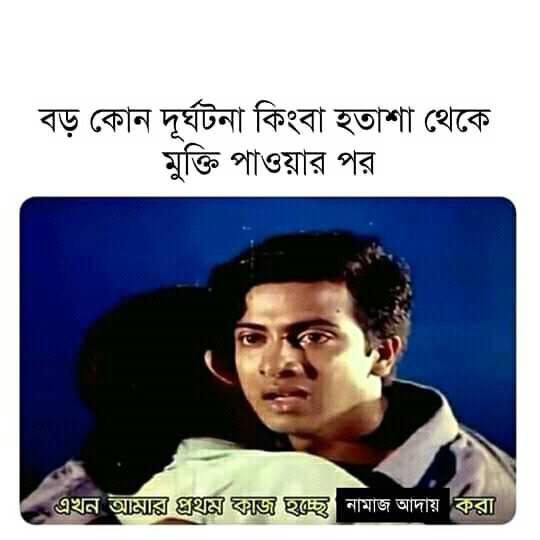 বড় কোন দূর্ঘটনা কিংবা হতাশা থেকে
মুক্তি পাওয়ার পর
এখন আমার প্রথম কাজ হচ্ছে নামাজ আদায় করা